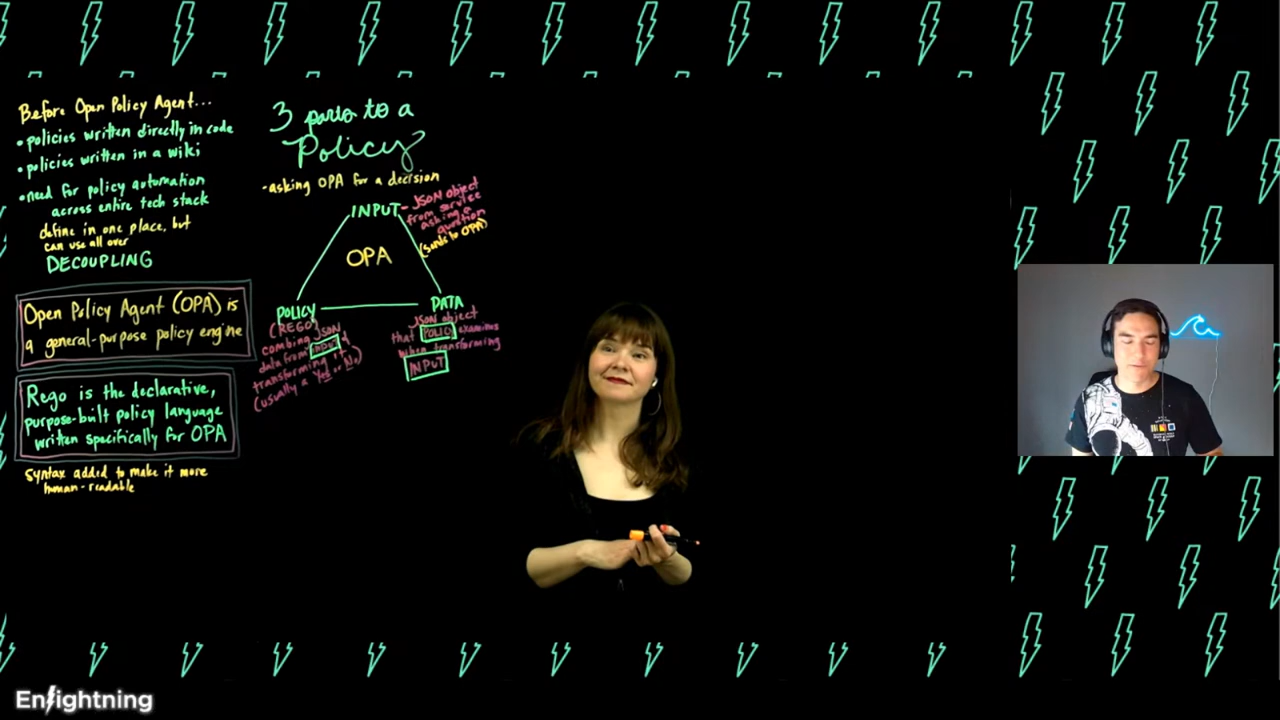 Before Open Policy Agent...
•policies written directly in code
•policies written in a wiki
•need for policy automation
across entire tech stack
define in one place, but
can use all over
DECOUPLING
Open Policy Agent (OPA) is
a general-purpose policy engine
Rego is the declarative,
purpose-built policy language
written specifically for OPA
Syntax added to make it more
human-readable
3 parts to a
Policy
-asking OPA for a decision
INPUT
- JSON object
from service
asking a
question
(sends to OPA)
OPA
POLICY
(REGO)
combining JSON
data from INPUT &
transforming it
(usually a Yes or No)
DATA
JSON object
that POLICY examines
when transforming
INPUT
Enlightning